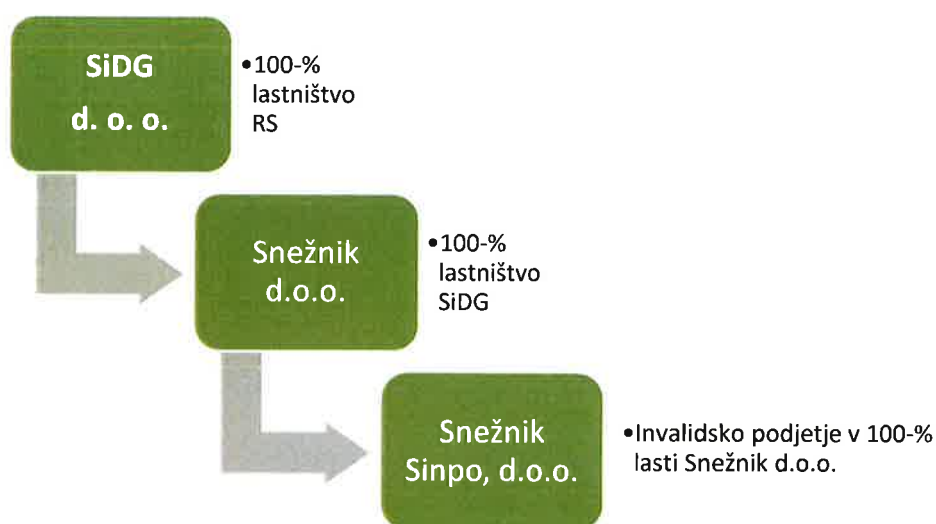 SiDG
d. o. o.
•100-%
lastništvo
RS
Snežnik
d.o.o.
•100-%
lastništvo
SiDG
Snežnik
Sinpo, d.o.o.
•Invalidsko podjetje v 100-%
lasti Snežnik d.o.o.